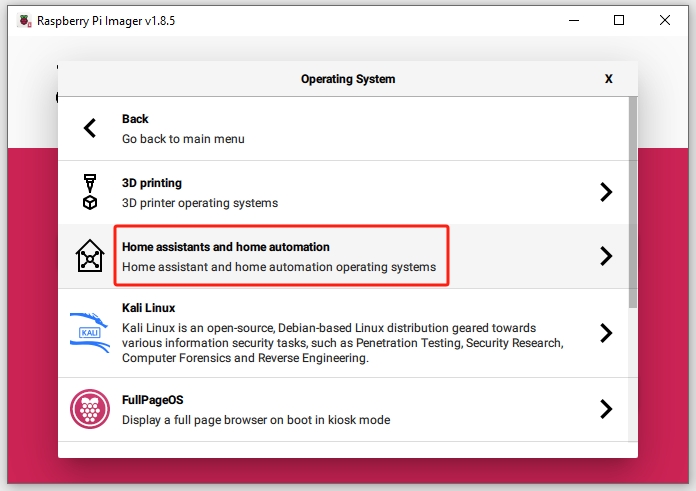 Raspberry Pi Imager v1.8.5
Operating System
X
Back
Go back to main menu
3D printing
3D printer operating systems
Home assistants and home automation
Home assistant and home automation operating systems
KALI
Kali Linux
Kali Linux is an open-source, Debian-based Linux distribution geared towards
various information security tasks, such as Penetration Testing, Security Research,
Computer Forensics and Reverse Engineering.
FullPageOS
Display a full page browser on boot in kiosk mode